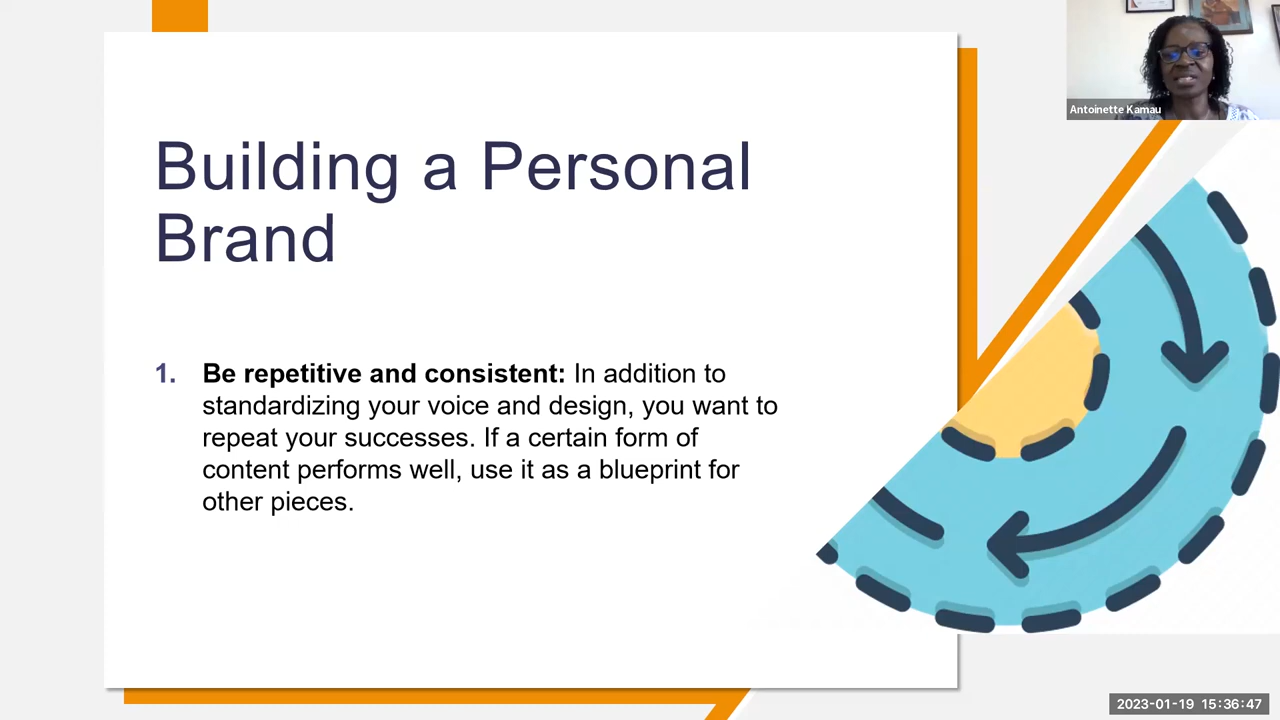 Antoinette Kamau
Building a Personal
Brand
1. Be repetitive and consistent: In addition to
standardizing your voice and design, you want to
repeat your successes. If a certain form of
content performs well, use it as a blueprint for
other pieces.
2023-01-19 15:36:47